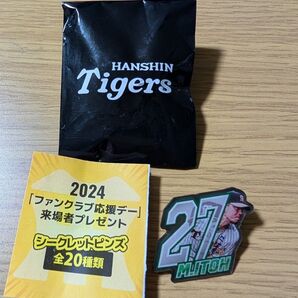 HANSHIN
Tigers
2024
「ファンクラブ応援デー」
来場者プレゼント
シークレットピンズ
全20種類
27
M.ITOH